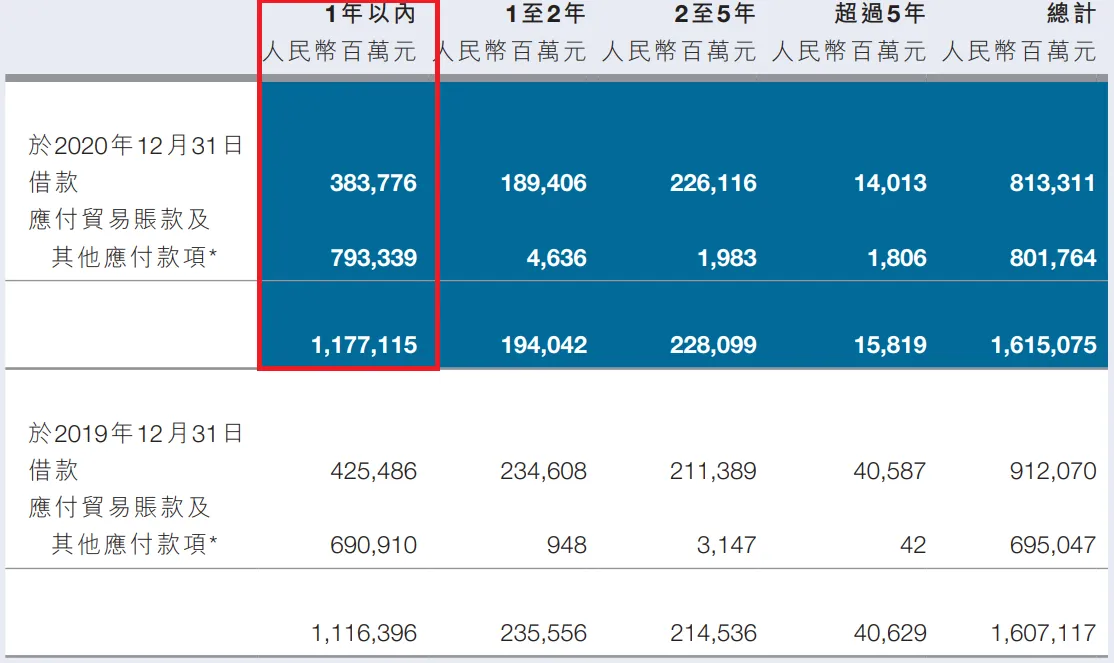 1年以內 1至2年 2至5年 超過5年 總計
人民幣百萬元 人民幣百萬元 人民幣百萬元 人民幣百萬元 人民幣百萬元
於2020年12月31日
借款 383,776 189,406 226,116 14,013 813,311
應付貿易賬款及
其他應付款項* 793,339 4,636 1,983 1,806 801,764
1,177,115 194,042 228,099 15,819 1,615,075
於2019年12月31日
借款 425,486 234,608 211,389 40,587 912,070
應付貿易賬款及
其他應付款項* 690,910 948 3,147 42 695,047
1,116,396 235,556 214,536 40,629 1,607,117